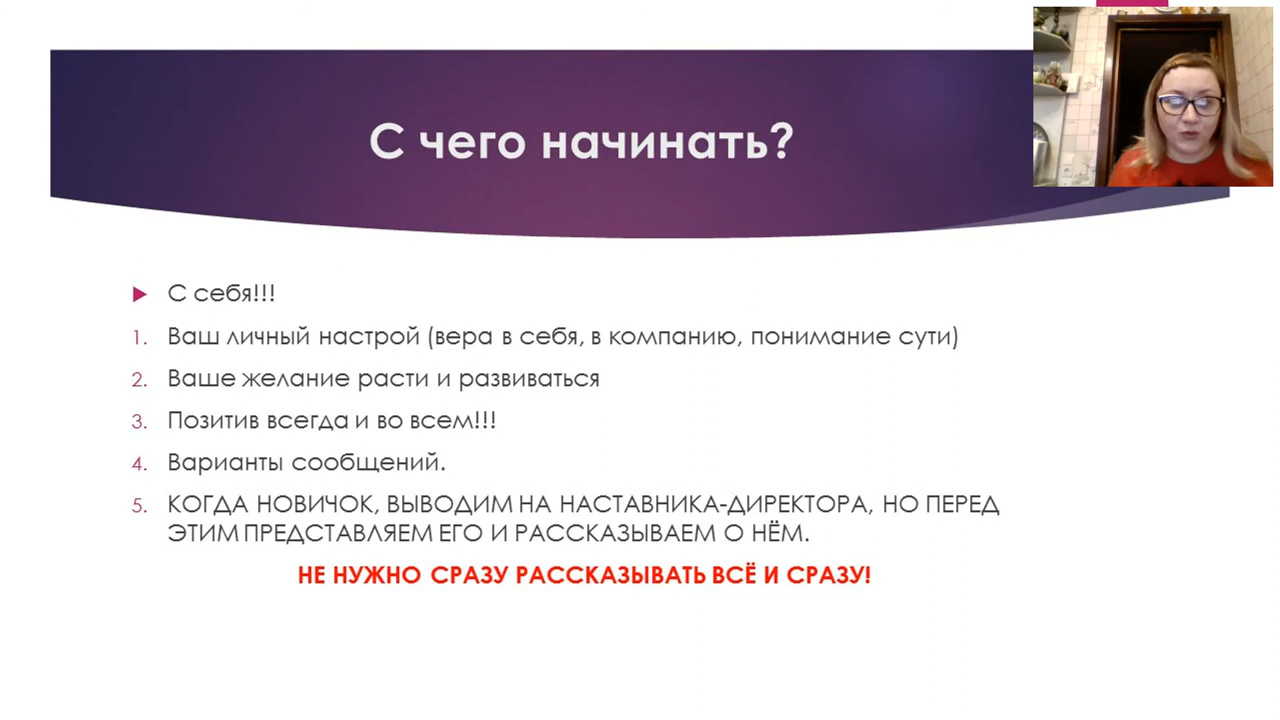 С чего начинать?
С себя!!!
1. Ваш личный настрой (вера в себя, в компанию, понимание сути)
2. Ваше желание расти и развиваться
3. Позитив всегда и во всем!!!
4. Варианты сообщений.
5. КОГДА НОВИЧОК, ВЫВОДИМ НА НАСТАВНИКА-ДИРЕКТОРА, НО ПЕРЕД
ЭТИМ ПРЕДСТАВЛЯЕМ ЕГО И РАССКАЗЫВАЕМ О НЁМ.
НЕ НУЖНО СРАЗУ РАССКАЗЫВАТЬ ВСЁ И СРАЗУ!